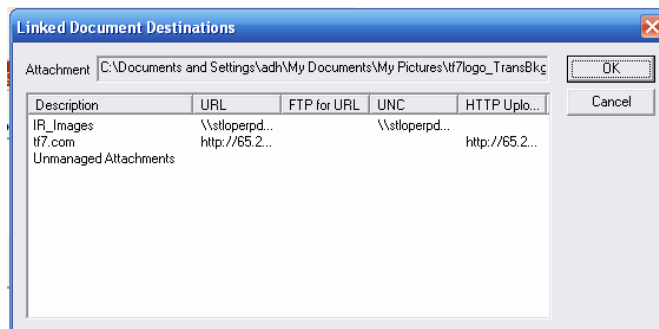 Linked Document Destinations
Attachment C:\Documents and Settings\adh\My Documents\My Pictures\tf7logo_TransBkg OK
Description URL FTP for URL UNC HTTP Uplo... Cancel
IR_Images \\stloperpd... \\stloperpd...
tf7.com http://65.2... http://65.2...
Unmanaged Attachments